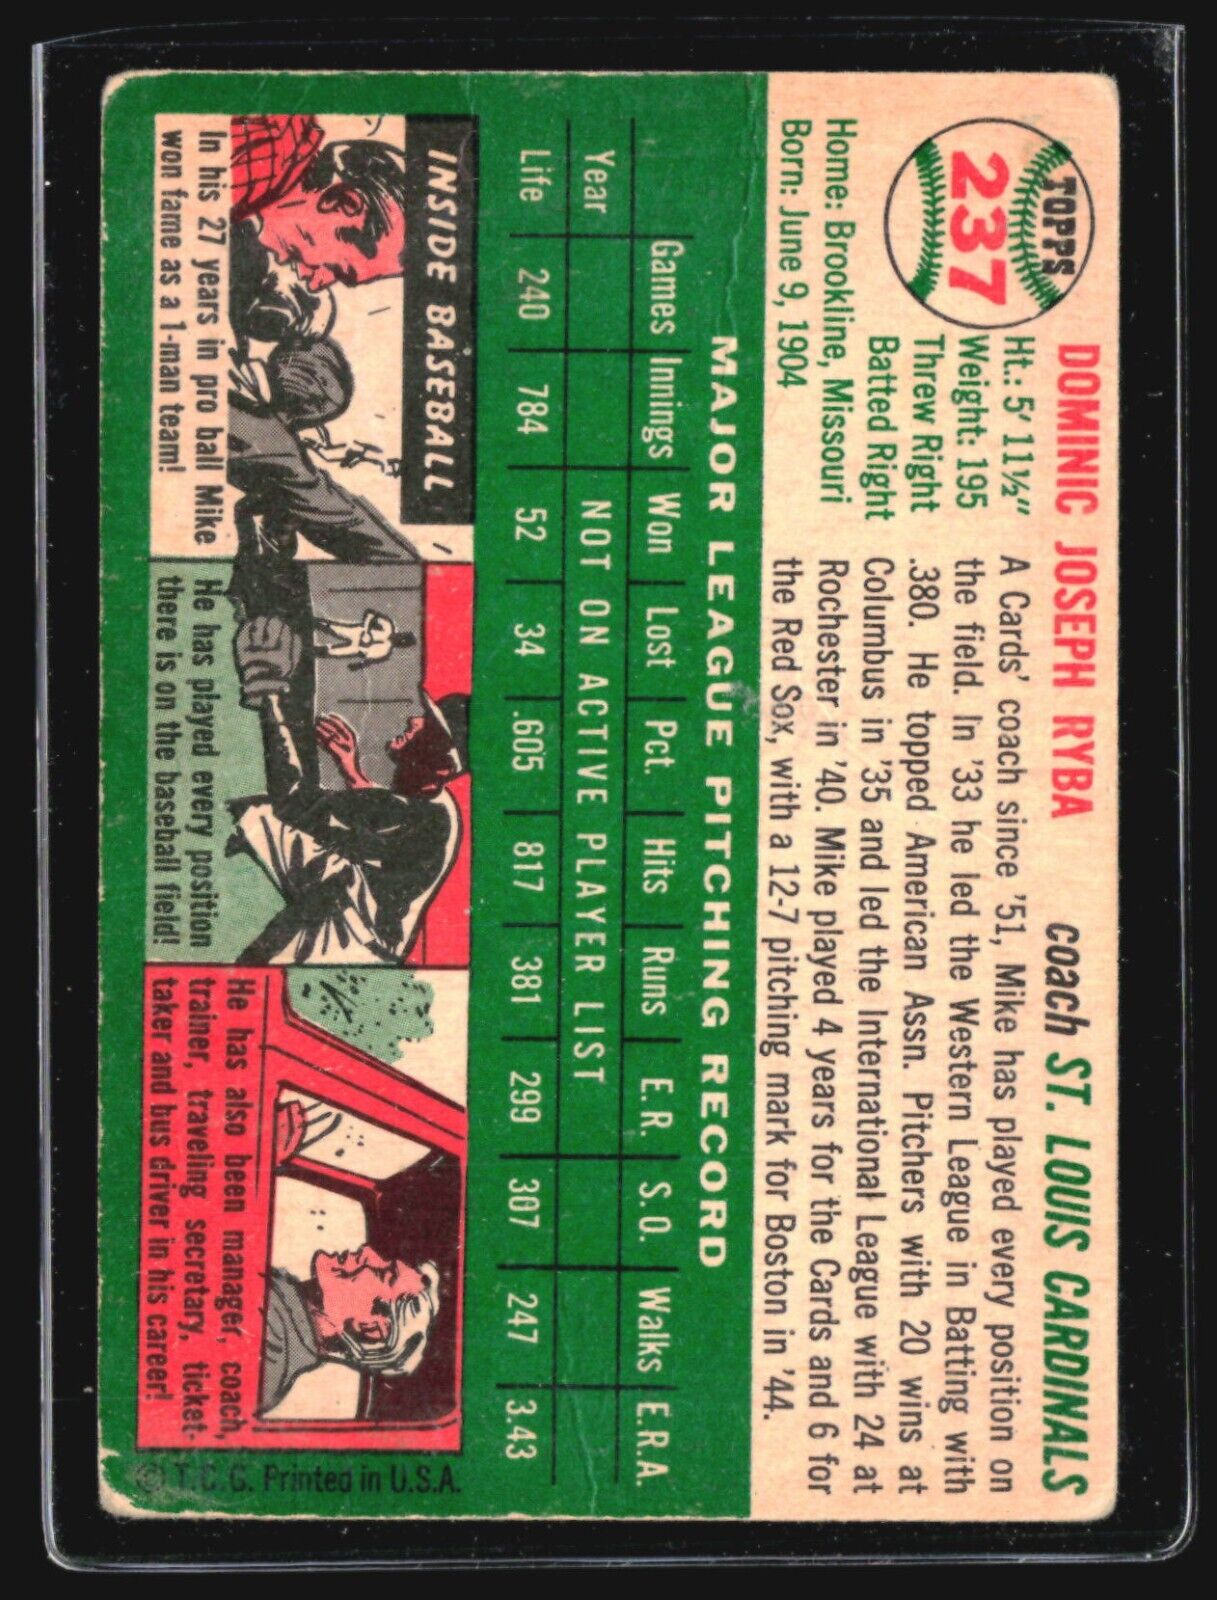 TOPPS
237
DOMINIC JOSEPH RYBA
coach ST. LOUIS CARDINALS
Ht.: 5' 11½"
Weight: 195
Threw Right
Batted Right
Home: Brookline, Missouri
Born: June 9, 1904
A Cards' coach since '51, Mike has played every position on
the field. In '33 he led the Western League in Batting with
.380. He topped American Assn. Pitchers with 20 wins at
Columbus in '35 and led the International League with 24 at
Rochester in '40. Mike played 4 years for the Cards and 6 for
the Red Sox, with a 12-7 pitching mark for Boston in '44.
MAJOR LEAGUE PITCHING RECORD
Games Innings Won Lost Pct. Hits Runs E.R. S.O. Walks E.R.A.
Year NOT ON ACTIVE PLAYER LIST
Life 240 784 52 34 .605 817 381 299 307 247 3.43
INSIDE BASEBALL
In his 27 years in pro ball Mike
won fame as a 1-man team!
He has played every position
there is on the baseball field!
He has also been manager, coach,
trainer, traveling secretary, ticket-
taker and bus driver in his career!
© T.C.G. Printed in U.S.A.